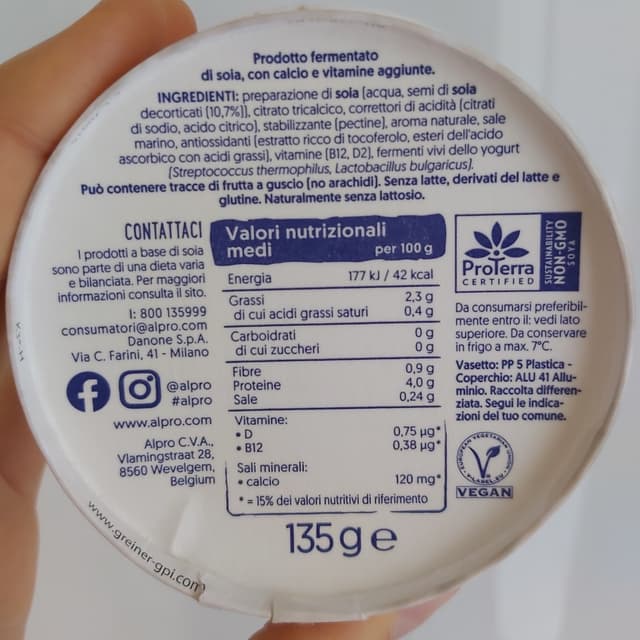 Prodotto fermentato
di soia, con calcio e vitamine aggiunte.
INGREDIENTI: preparazione di soia (acqua, semi di soia
decorticati (10,7%)), citrato tricalcico, correttori di acidità (citrati
di sodio, acido citrico), stabilizzante (pectine), aroma naturale, sale
marino, antiossidanti (estratto ricco di tocoferolo, esteri dell'acido
ascorbico con acidi grassi), vitamine (B12, D2), fermenti vivi dello yogurt
(Streptococcus thermophilus, Lactobacillus bulgaricus).
Può contenere tracce di frutta a guscio (no arachidi). Senza latte, derivati del latte e
glutine. Naturalmente senza lattosio.
CONTATTACI
I prodotti a base di soia
sono parte di una dieta varia
e bilanciata. Per maggiori
informazioni consulta il sito.
I: 800 135999
consumatori@alpro.com
Danone S.p.A.
Via C. Farini, 41 - Milano
@alpro
#alpro
www.alpro.com
Alpro C.V.A.,
Vlamingstraat 28,
8560 Wevelgem,
Belgium
www.greiner-gpi.com
Valori nutrizionali
medi per 100 g
Energia 177 kJ / 42 kcal
Grassi 2,3 g
di cui acidi grassi saturi 0,4 g
Carboidrati 0 g
di cui zuccheri 0 g
Fibre 0,9 g
Proteine 4,0 g
Sale 0,24 g
Vitamine:
• D 0,75 µg*
• B12 0,38 µg*
Sali minerali:
• calcio 120 mg*
* = 15% dei valori nutritivi di riferimento
135 g e
ProTerra
CERTIFIED
SUSTAINABILITY
NON-GMO
SOYA
Da consumarsi preferibil-
mente entro il: vedi lato
superiore. Da conservare
in frigo a max. 7°C.
Vasetto: PP 5 Plastica -
Coperchio: ALU 41 Allu-
minio. Raccolta differen-
ziata. Segui le indica-
zioni del tuo comune.
EUROPEAN VEGETARIAN UNION
VEGAN